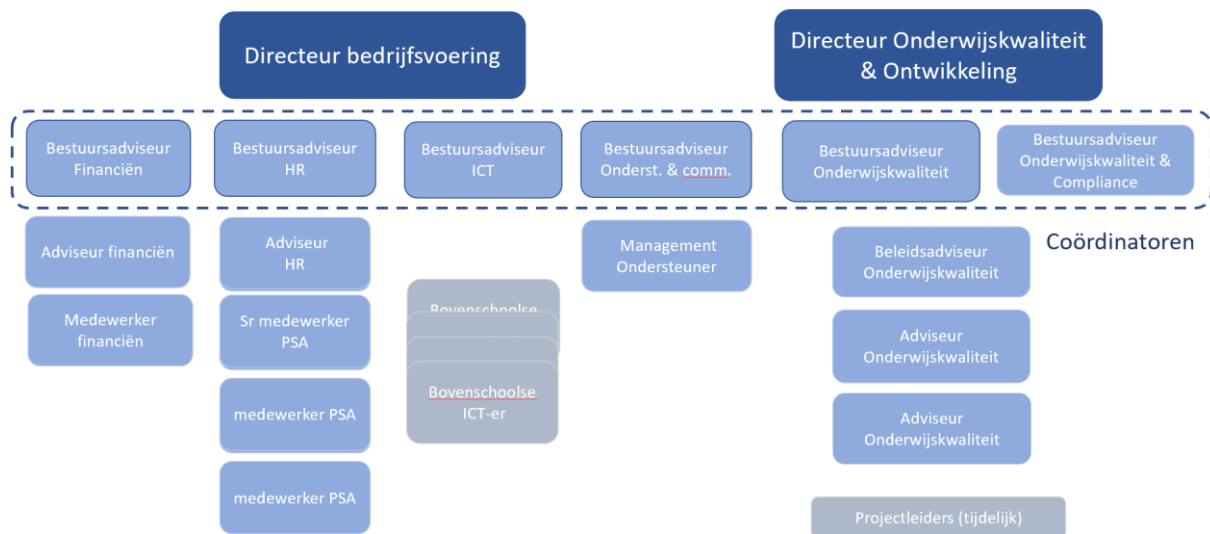 Directeur bedrijfsvoering
Directeur Onderwijskwaliteit
& Ontwikkeling
Bestuursadviseur
Financiën
Bestuursadviseur
HR
Bestuursadviseur
ICT
Bestuursadviseur
Onderst. & comm.
Bestuursadviseur
Onderwijskwaliteit
Bestuursadviseur
Onderwijskwaliteit &
Compliance
Coördinatoren
Adviseur financiën
Medewerker
financiën
Adviseur
HR
Sr medewerker
PSA
medewerker PSA
medewerker PSA
Bovenschoolse
Bovenschoolse
ICT-er
Management
Ondersteuner
Beleidsadviseur
Onderwijskwaliteit
Adviseur
Onderwijskwaliteit
Adviseur
Onderwijskwaliteit
Projectleiders (tijdelijk)